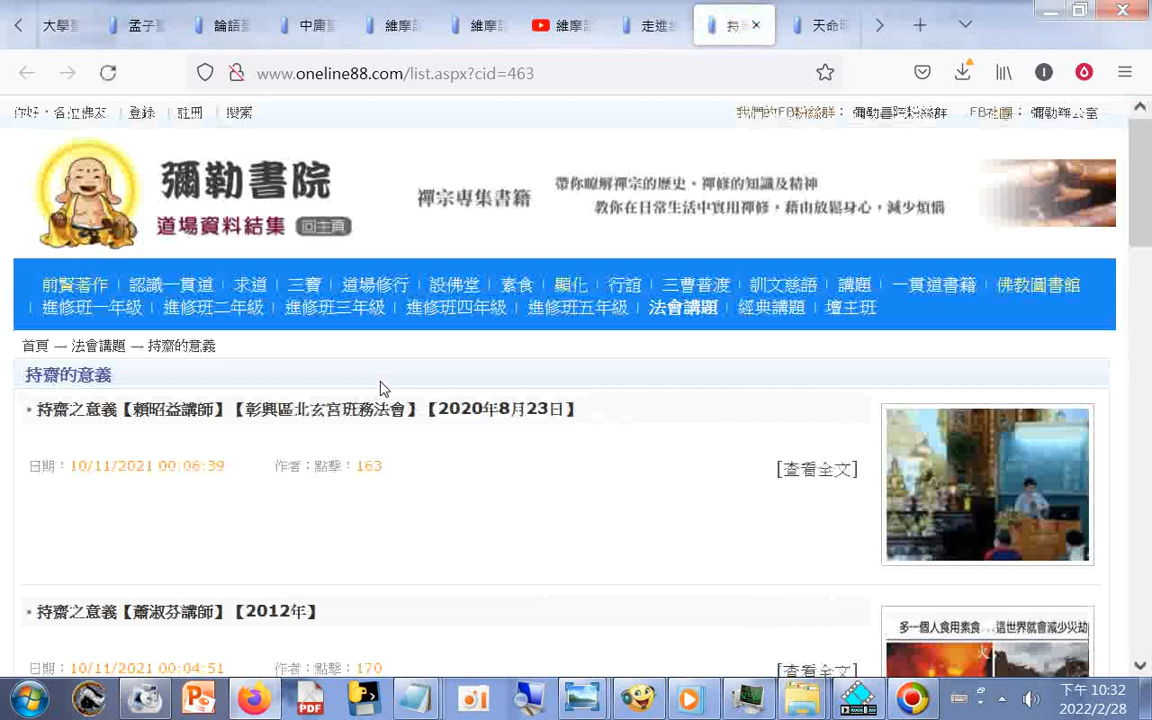 大學
孟子
論語
中庸
維摩
維摩
維摩
走進
持
天命
www.oneline88.com/list.aspx?cid=463
你好，各位佛友 | 登錄 | 註冊 | 搜索
我們的FB粉絲群： 彌勒書院粉絲群 FB社團： 彌勒辦公室
彌勒書院
道場資料結集 回主頁
禪宗專集書籍
帶你瞭解禪宗的歷史、禪修的知識及精神
教你在日常生活中實用禪修，藉由放鬆身心，減少煩惱
前賢著作 | 認識一貫道 | 求道 | 三寶 | 道場修行 | 設佛堂 | 素食 | 顯化 | 行誼 | 三曹普渡 | 訓文慈語 | 講題 | 一貫道書籍 | 佛教圖書館
| 進修班一年級 | 進修班二年級 | 進修班三年級 | 進修班四年級 | 進修班五年級 | 法會講題 | 經典講題 | 壇主班
首頁 — 法會講題 — 持齋的意義
持齋的意義
持齋之意義【賴昭益講師】【彰興區北玄宮班務法會】【2020年8月23日】
日期：10/11/2021 00:06:39 作者：點擊：163 [查看全文]
持齋之意義【蕭淑芬講師】【2012年】
多一個人食用素食...這世界就會減少火劫
火
日期：10/11/2021 00:04:51 作者：點擊：170 [查看全文]
下午 10:32
2022/2/28